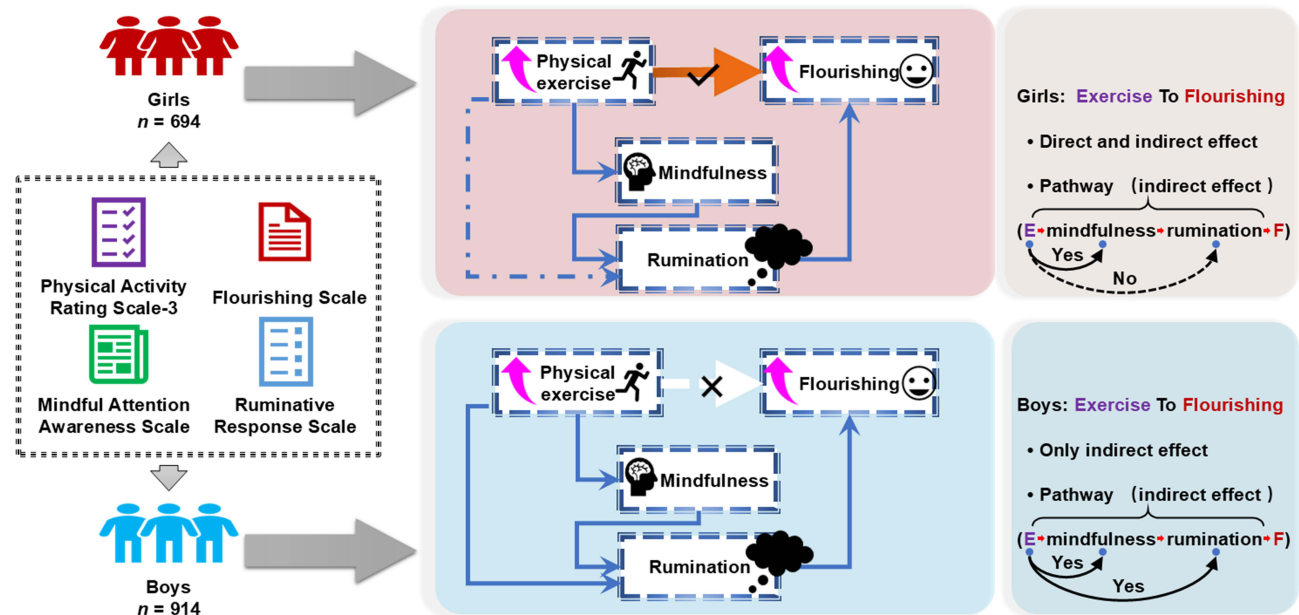 Girls
n = 694
Physical Activity
Rating Scale-3
Flourishing Scale
Mindful Attention
Awareness Scale
Ruminative
Response Scale
Boys
n = 914
Physical
exercise
Flourishing
Mindfulness
Rumination
Girls: Exercise To Flourishing
• Direct and indirect effect
• Pathway (indirect effect)
(E→mindfulness→rumination→F)
Yes
No
Physical
exercise
Flourishing
Mindfulness
Rumination
Boys: Exercise To Flourishing
• Only indirect effect
• Pathway (indirect effect)
(E→mindfulness→rumination→F)
Yes
Yes